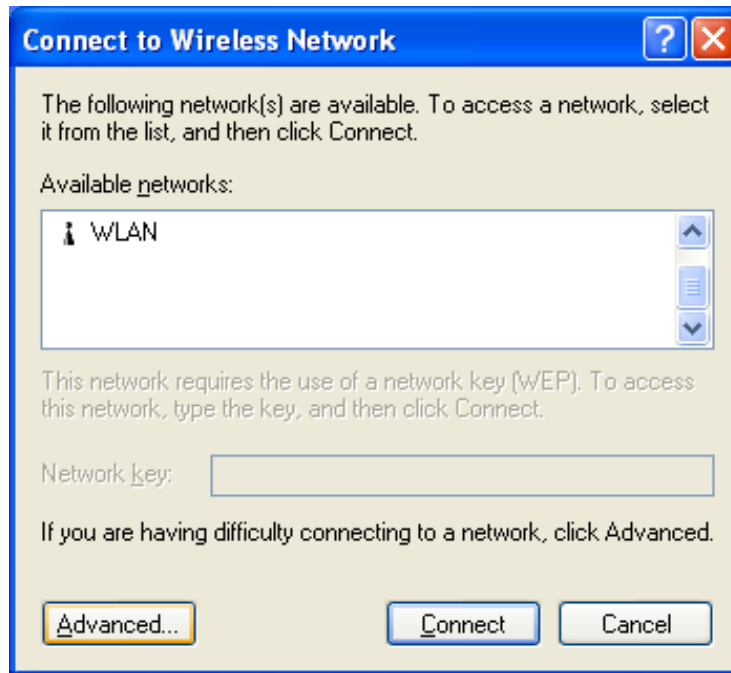 Connect to Wireless Network
The following network(s) are available. To access a network, select
it from the list, and then click Connect.
Available networks:
WLAN
This network requires the use of a network key (WEP). To access
this network, type the key, and then click Connect.
Network key:
If you are having difficulty connecting to a network, click Advanced.
Advanced... Connect Cancel